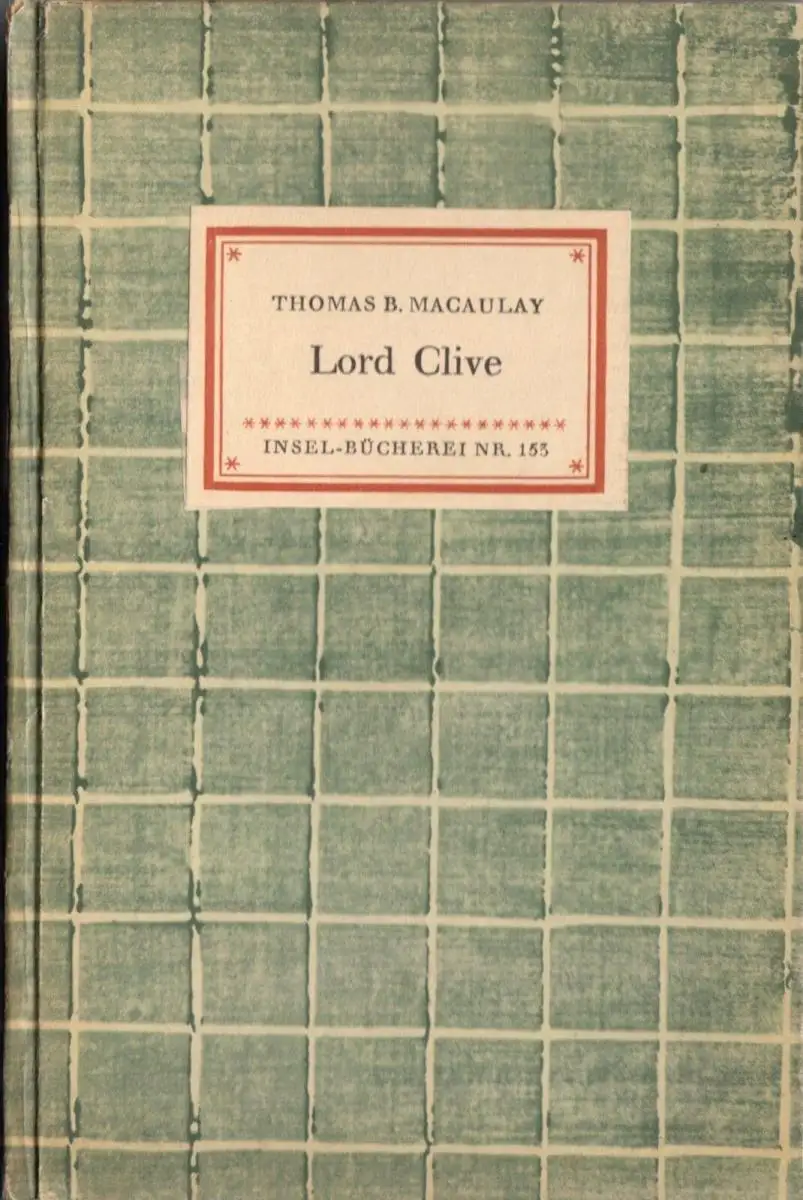 THOMAS B. MACAULAY
Lord Clive
INSEL-BÜCHEREI NR. 153